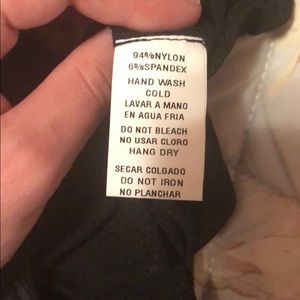 94%NYLON
6%SPANDEX
HAND WASH
COLD
LAVAR A MANO
EN AGUA FRIA
DO NOT BLEACH
NO USAR CLORO
HANG DRY
SECAR COLGADO
DO NOT IRON
NO PLANCHAR